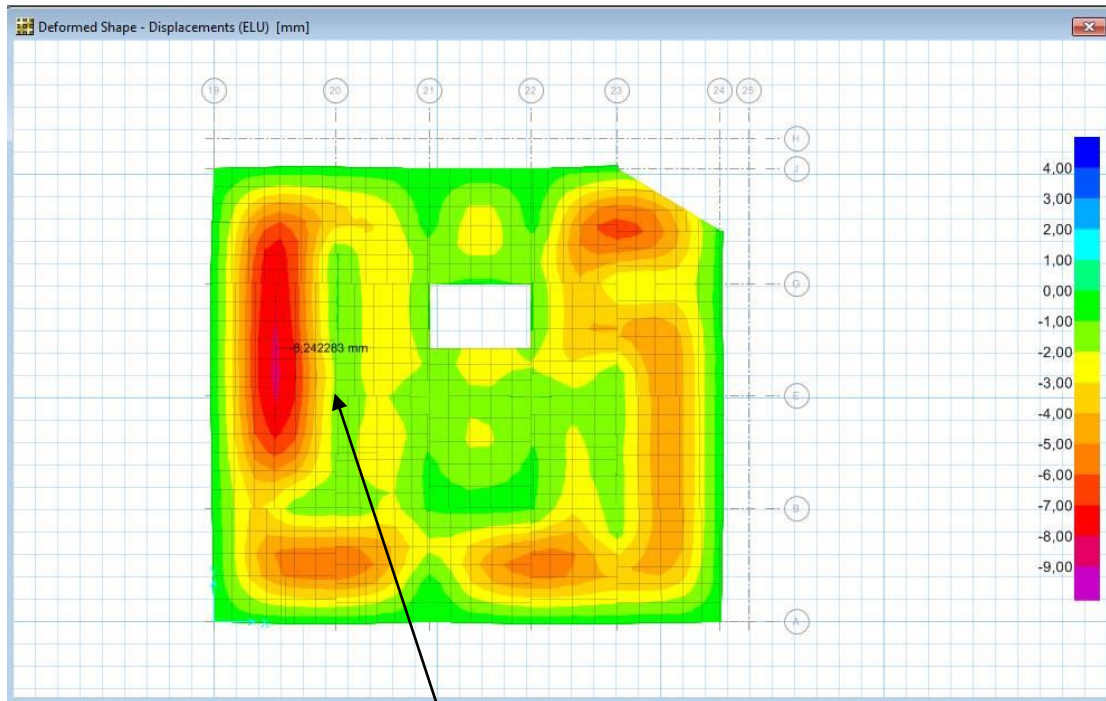 Deformed Shape - Displacements (ELU) [mm]
19 20 21 22 23 24 25
H
J
G
E
B
A
-8,242283 mm
X
4,00
3,00
2,00
1,00
0,00
-1,00
-2,00
-3,00
-4,00
-5,00
-6,00
-7,00
-8,00
-9,00